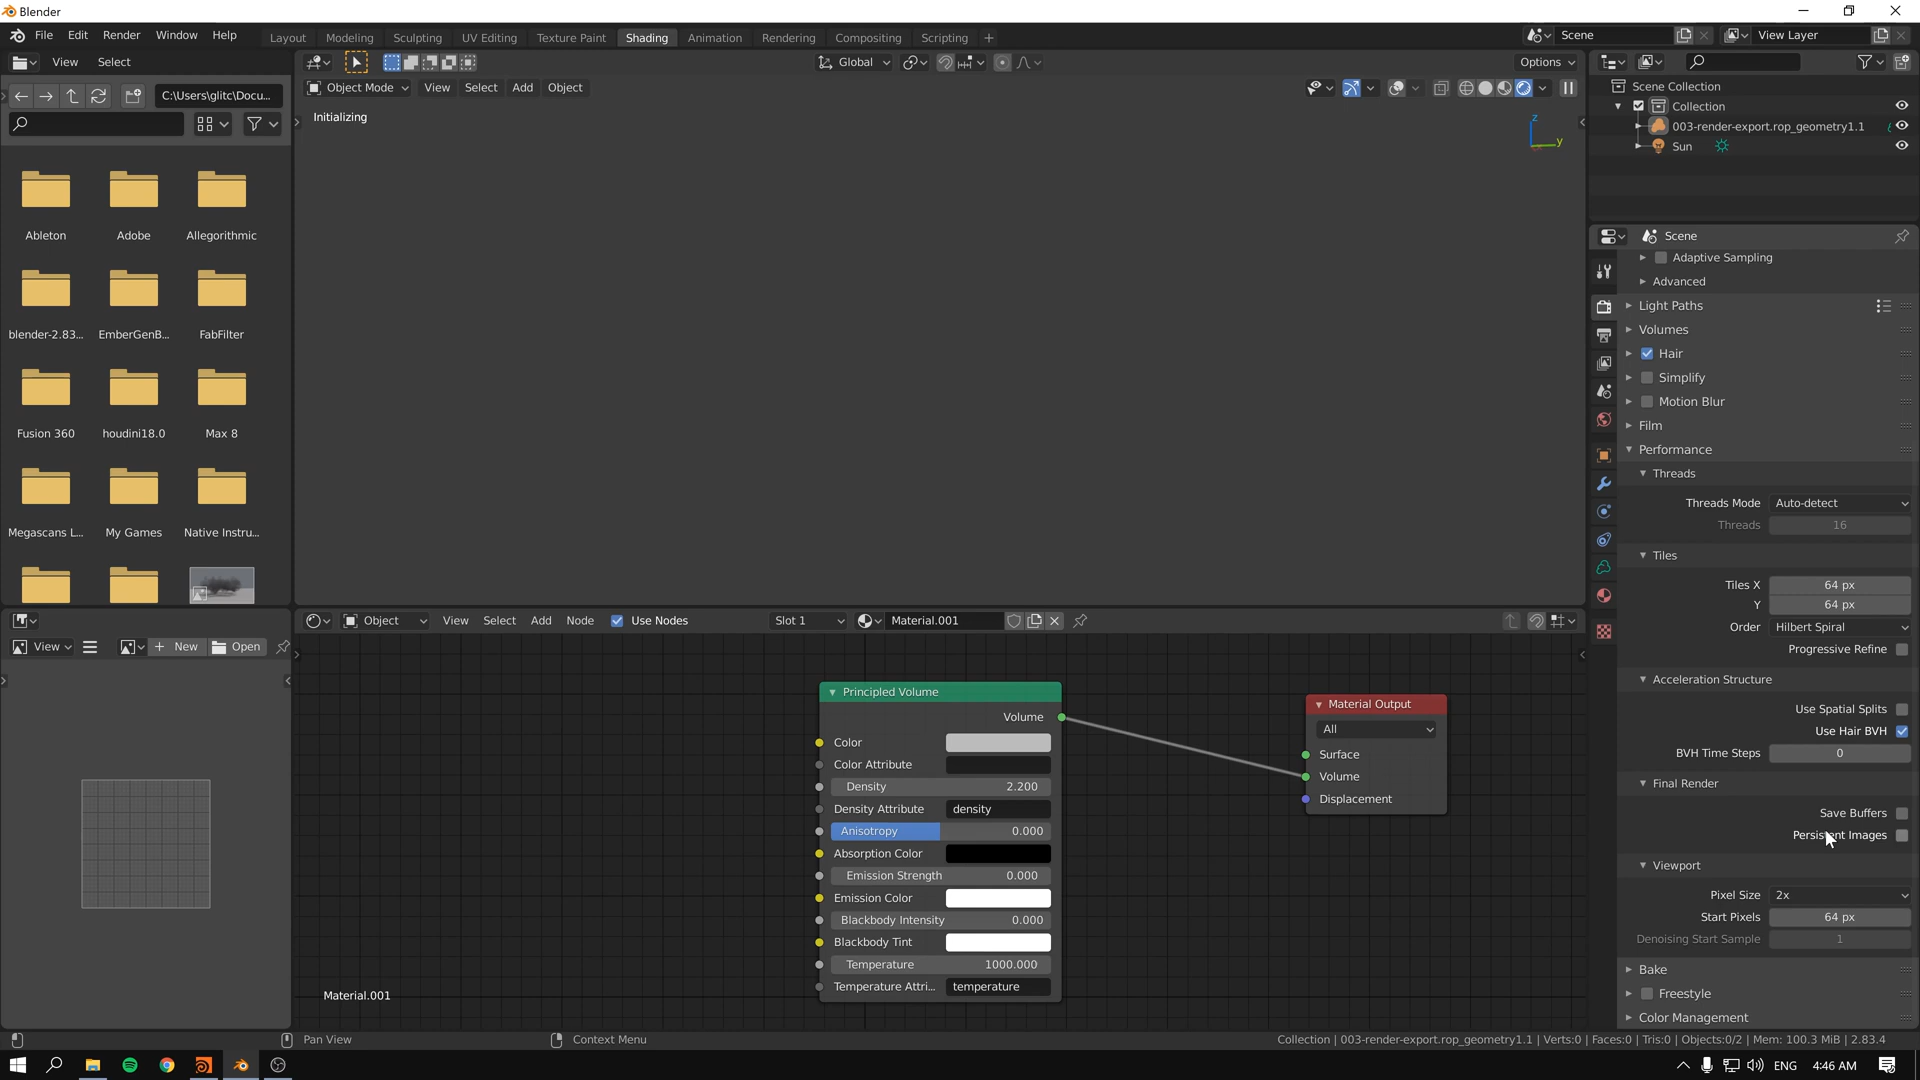 Blender
File Edit Render Window Help
Layout Modeling Sculpting UV Editing Texture Paint Shading Animation Rendering Compositing Scripting +
Scene
View Layer
View Select
Global
Options
C:\Users\glitc\Docu...
Object Mode View Select Add Object
Initializing
z
y
Scene Collection
Collection
003-render-export.rop_geometry1.1
Sun
Ableton
Adobe
Allegorithmic
blender-2.83...
EmberGenB...
FabFilter
Fusion 360
houdini18.0
Max 8
Megascans L...
My Games
Native Instru...
Scene
Adaptive Sampling
Advanced
Light Paths
Volumes
Hair
Simplify
Motion Blur
Film
Performance
Threads
Threads Mode Auto-detect
Threads 16
Tiles
Tiles X 64 px
Y 64 px
Order Hilbert Spiral
Progressive Refine
Acceleration Structure
Use Spatial Splits
Use Hair BVH
BVH Time Steps 0
Final Render
Save Buffers
Persistent Images
Viewport
Pixel Size 2x
Start Pixels 64 px
Denoising Start Sample 1
Bake
Freestyle
Color Management
View
+ New
Open
Object View Select Add Node Use Nodes
Slot 1
Material.001
Principled Volume
Volume
Color
Color Attribute
Density 2.200
Density Attribute density
Anisotropy 0.000
Absorption Color
Emission Strength 0.000
Emission Color
Blackbody Intensity 0.000
Blackbody Tint
Temperature 1000.000
Temperature Attri... temperature
Material Output
All
Surface
Volume
Displacement
Material.001
Pan View
Context Menu
Collection | 003-render-export.rop_geometry1.1 | Verts:0 | Faces:0 | Tris:0 | Objects:0/2 | Mem: 100.3 MiB | 2.83.4
ENG
4:46 AM